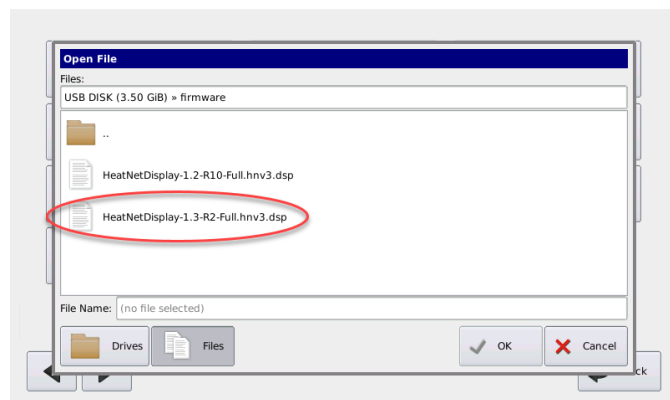 Open File
Files:
USB DISK (3.50 GiB) » firmware
..
HeatNetDisplay-1.2-R10-Full.hnv3.dsp
HeatNetDisplay-1.3-R2-Full.hnv3.dsp
File Name: (no file selected)
Drives Files OK Cancel
ck